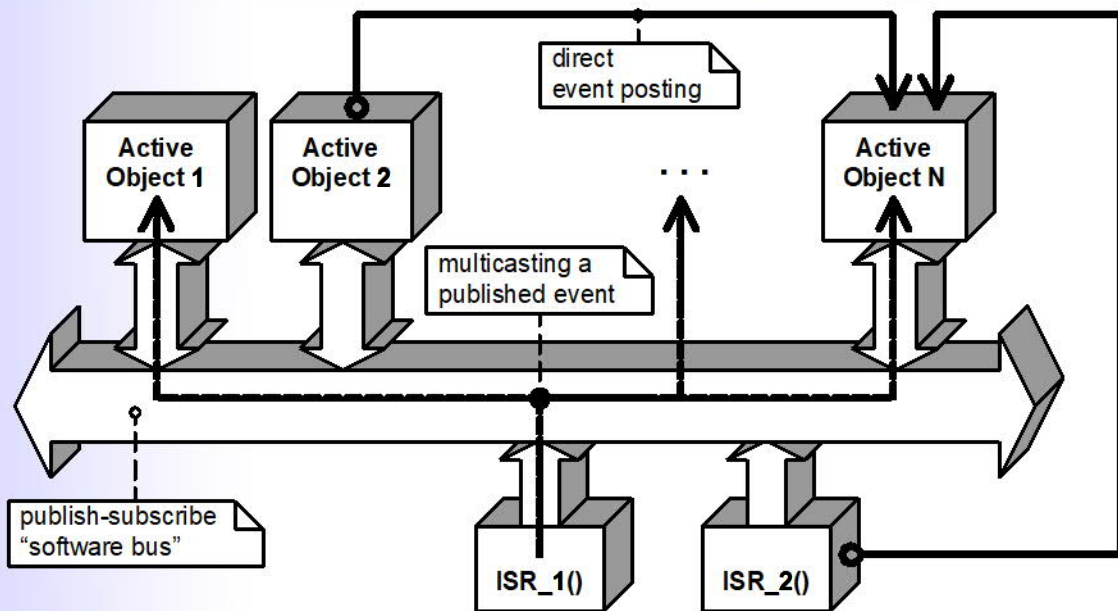 direct
event posting
Active
Object 1
Active
Object 2
. . .
Active
Object N
multicasting a
published event
publish-subscribe
“software bus”
ISR_1()
ISR_2()